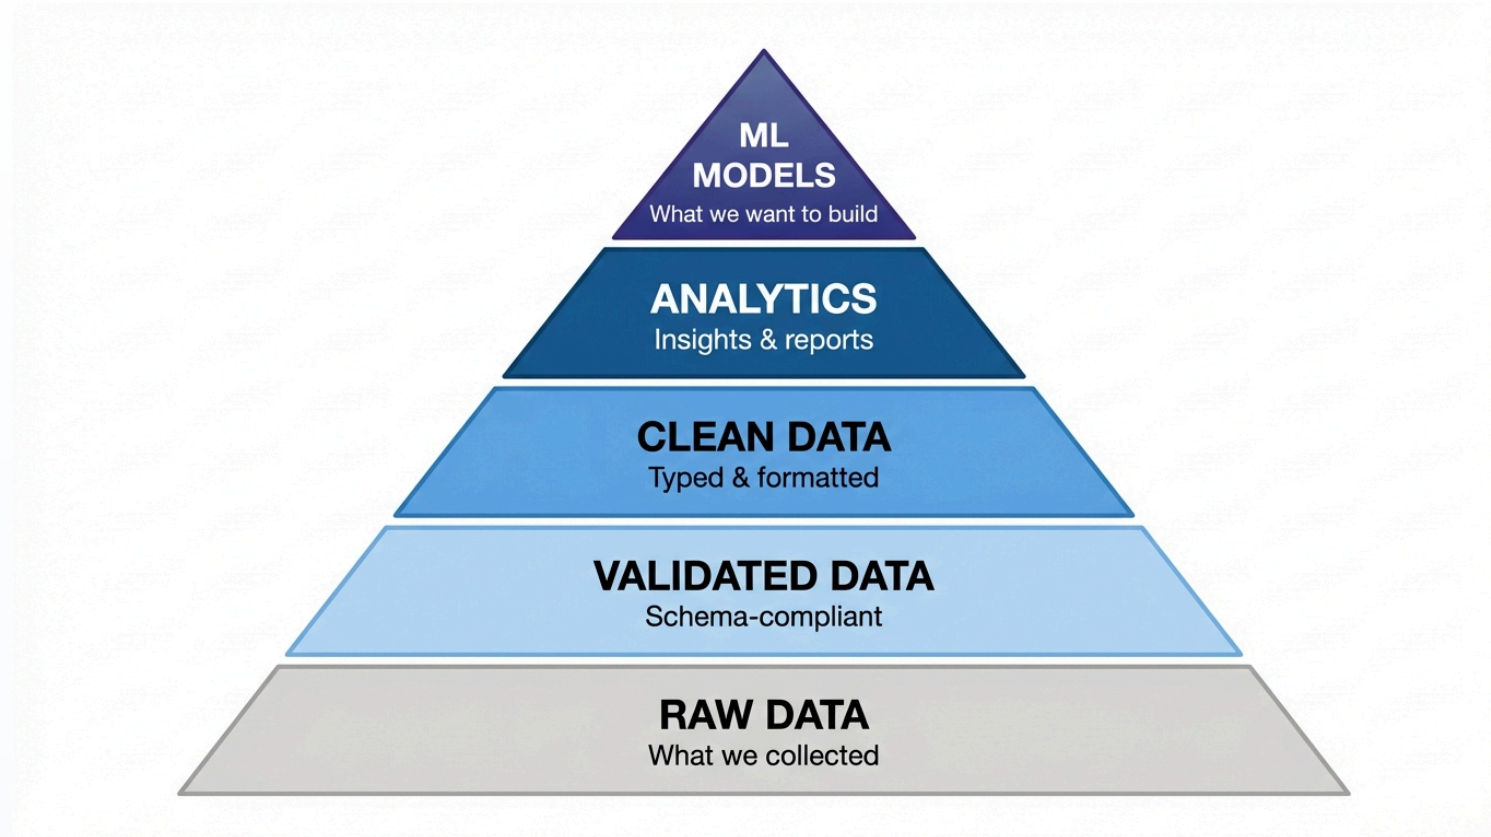 ML
MODELS
What we want to build
ANALYTICS
Insights & reports
CLEAN DATA
Typed & formatted
VALIDATED DATA
Schema-compliant
RAW DATA
What we collected